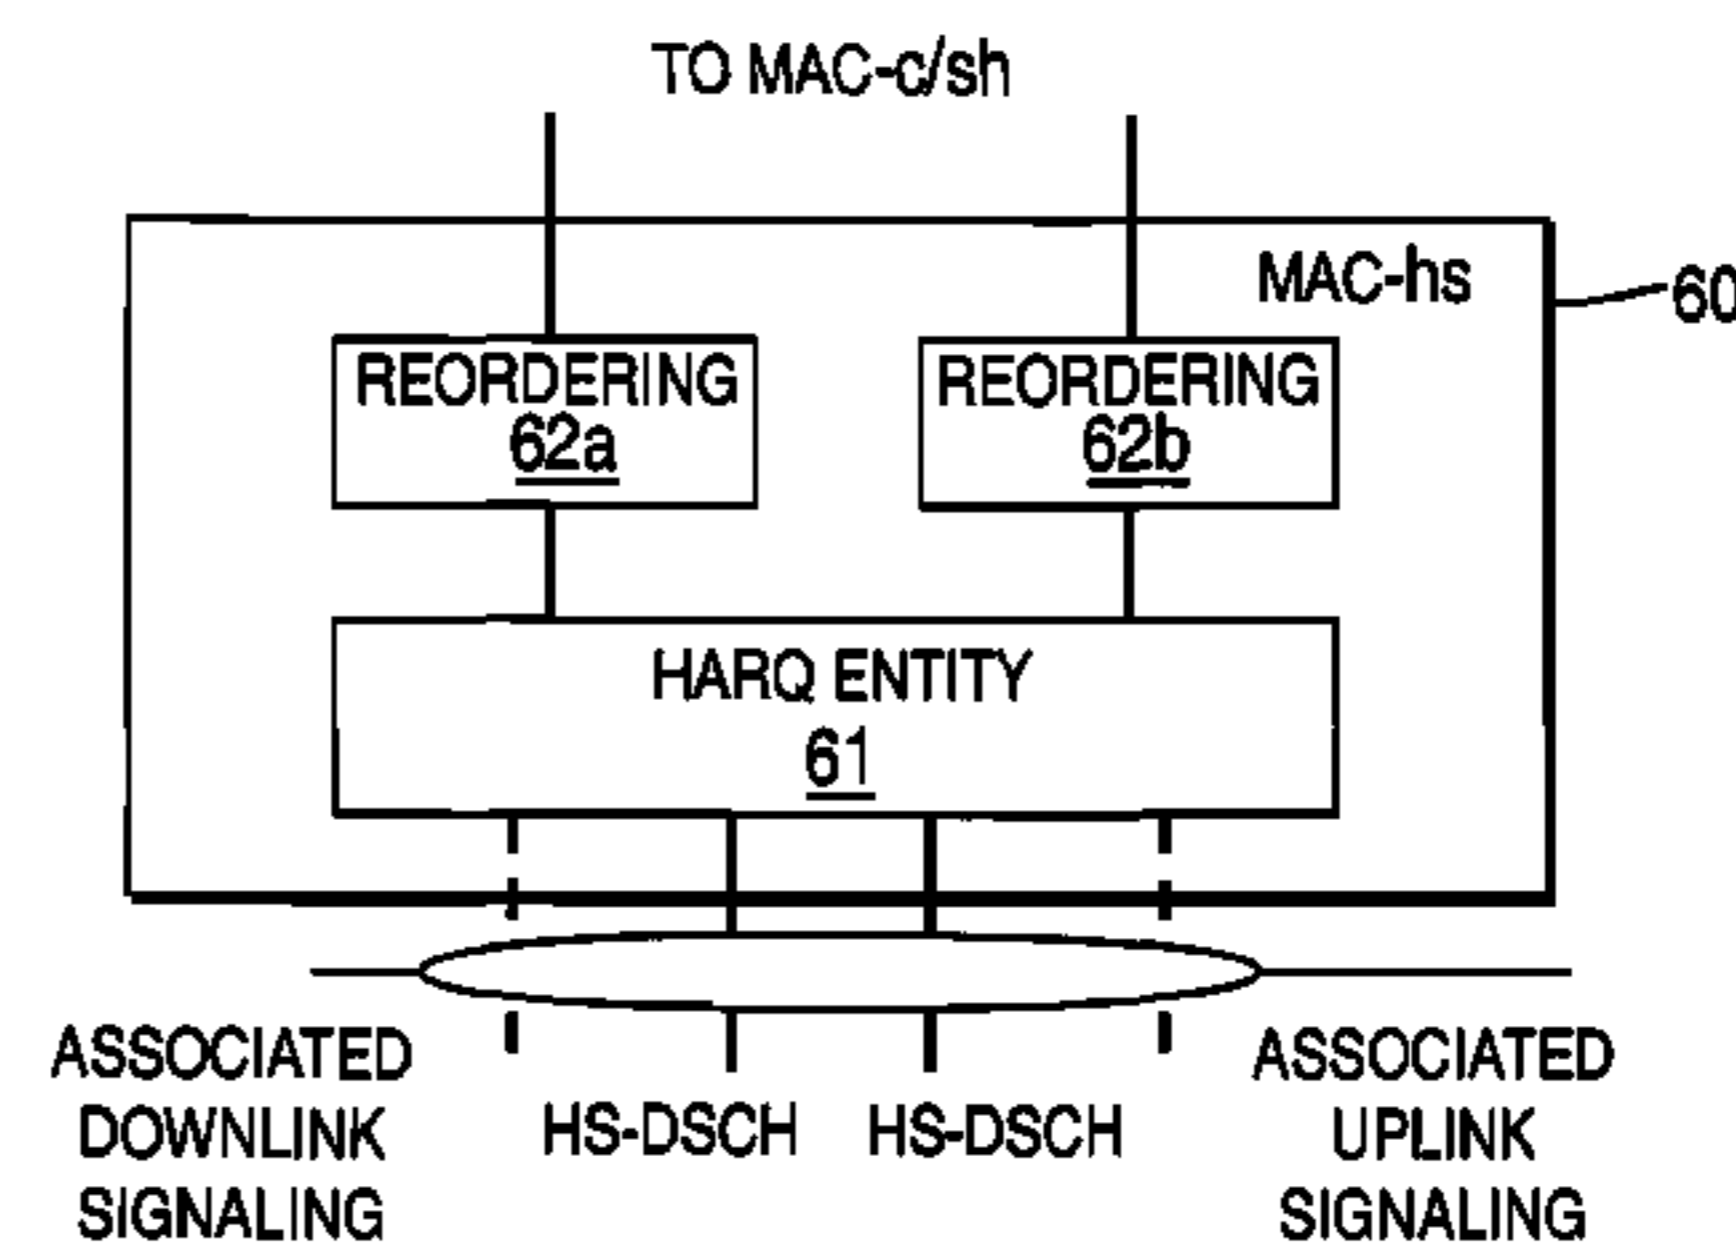 TO MAC-c/sh
MAC-hs
60
REORDERING
62a
REORDERING
62b
HARQ ENTITY
61
ASSOCIATED
DOWNLINK
SIGNALING
HS-DSCH
HS-DSCH
ASSOCIATED
UPLINK
SIGNALING